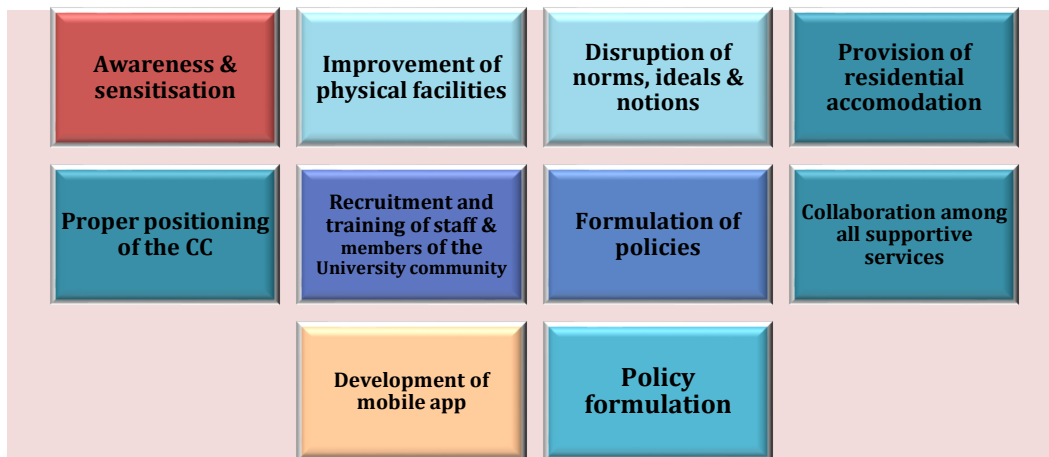 Awareness &
sensitisation
Improvement of
physical facilities
Disruption of
norms, ideals &
notions
Provision of
residential
accomodation
Proper positioning
of the CC
Recruitment and
training of staff &
members of the
University community
Formulation of
policies
Collaboration among
all supportive
services
Development of
mobile app
Policy
formulation